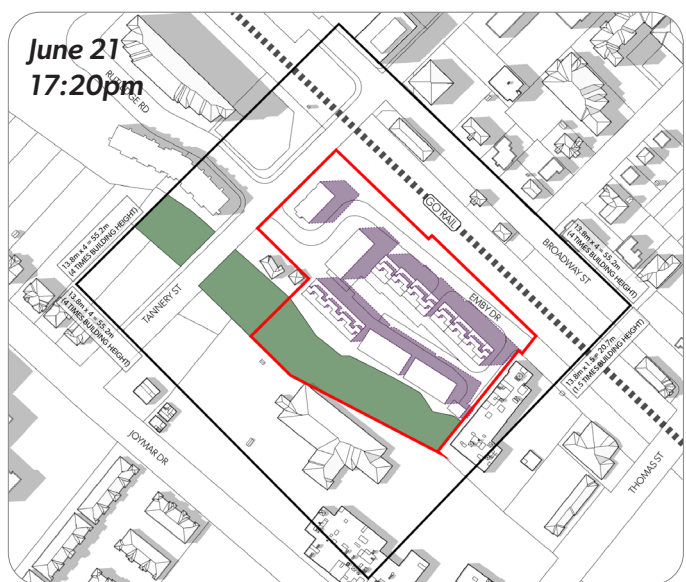 June 21
17:20pm
RUTLEDGE RD
GO RAIL
13.8m x 4 = 55.2m
(4 TIMES BUILDING HEIGHT)
13.8m x 4 = 55.2m
(4 TIMES BUILDING HEIGHT)
BROADWAY ST
13.8m x 4 = 55.2m
(4 TIMES BUILDING HEIGHT)
TANNERY ST
EMBY DR
13.8m x 1.5 = 20.7m
(1.5 TIMES BUILDING HEIGHT)
JOYMAR DR
THOMAS ST